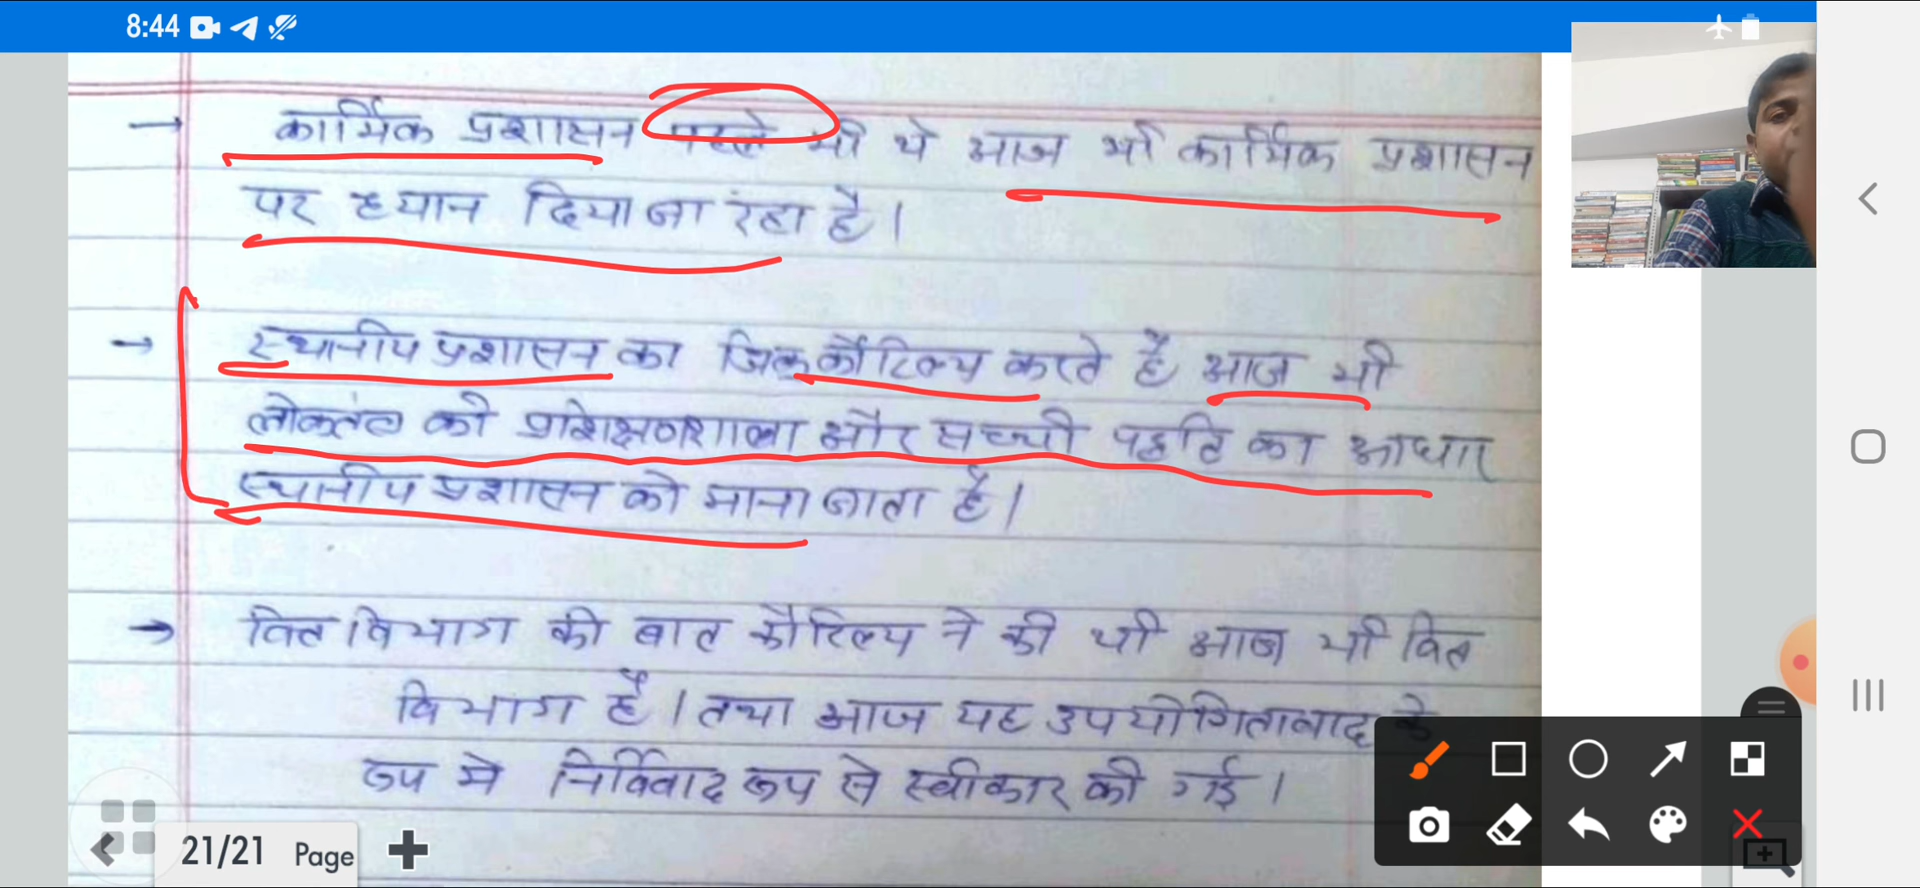 8:44
→ कार्मिक प्रशासन पहले भी थे आज भी कार्मिक प्रशासन
पर ध्यान दिया जा रहा है।
→ स्थानीय प्रशासन का जिक्र कौटिल्य करते है आज भी
लोकतंत्र की प्रशिक्षणशाला और सच्ची पद्धति का आधार
स्थानीय प्रशासन को माना जाता है।
→ वित्त विभाग की बात कौटिल्य ने की थी आज भी वित्त
विभाग है। तथा आज यह उपयोगितावाद के
रूप मे निर्विवाद रूप से स्वीकार की गई।
21/21 Page